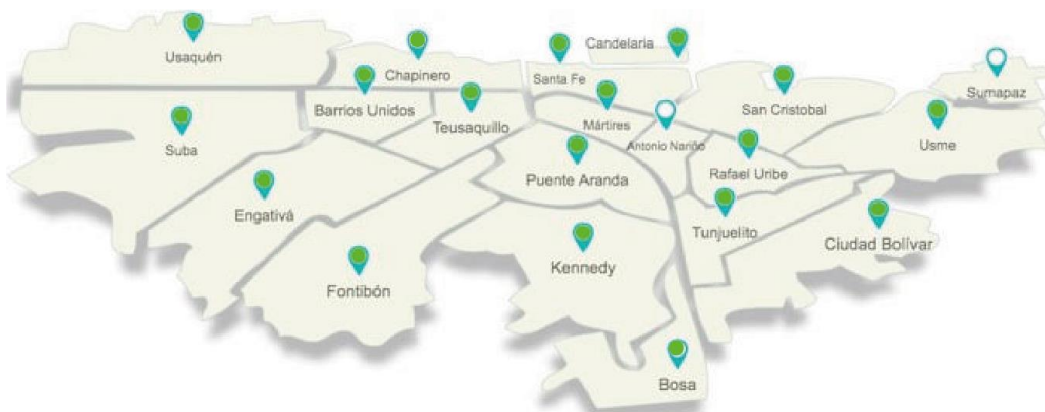 Usaquén
Chapinero
Santa Fe
Candelaria
Sumapaz
Barrios Unidos
Teusaquillo
Mártires
San Cristobal
Suba
Antonio Nariño
Usme
Engativá
Puente Aranda
Rafael Uribe
Fontibón
Kennedy
Tunjuelito
Ciudad Bolívar
Bosa